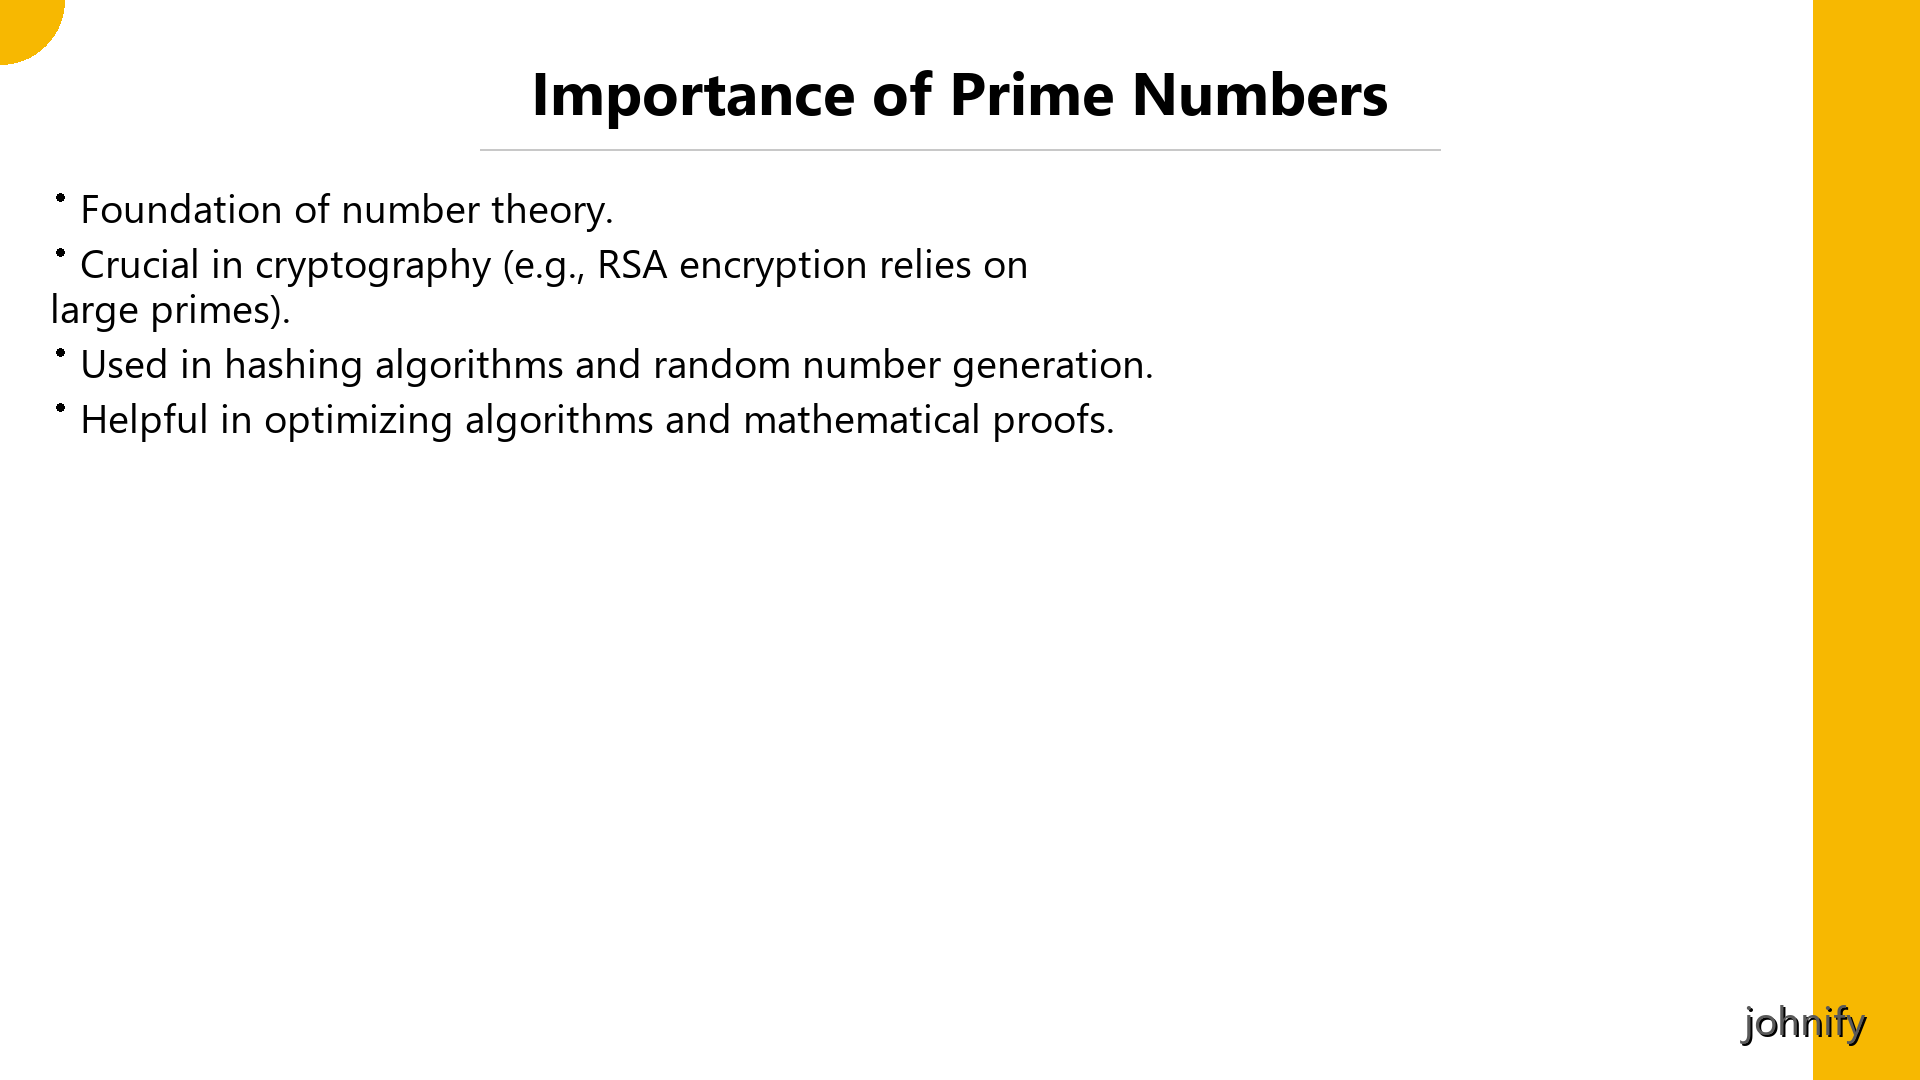 Importance of Prime Numbers
• Foundation of number theory.
• Crucial in cryptography (e.g., RSA encryption relies on
large primes).
• Used in hashing algorithms and random number generation.
• Helpful in optimizing algorithms and mathematical proofs.
johnify